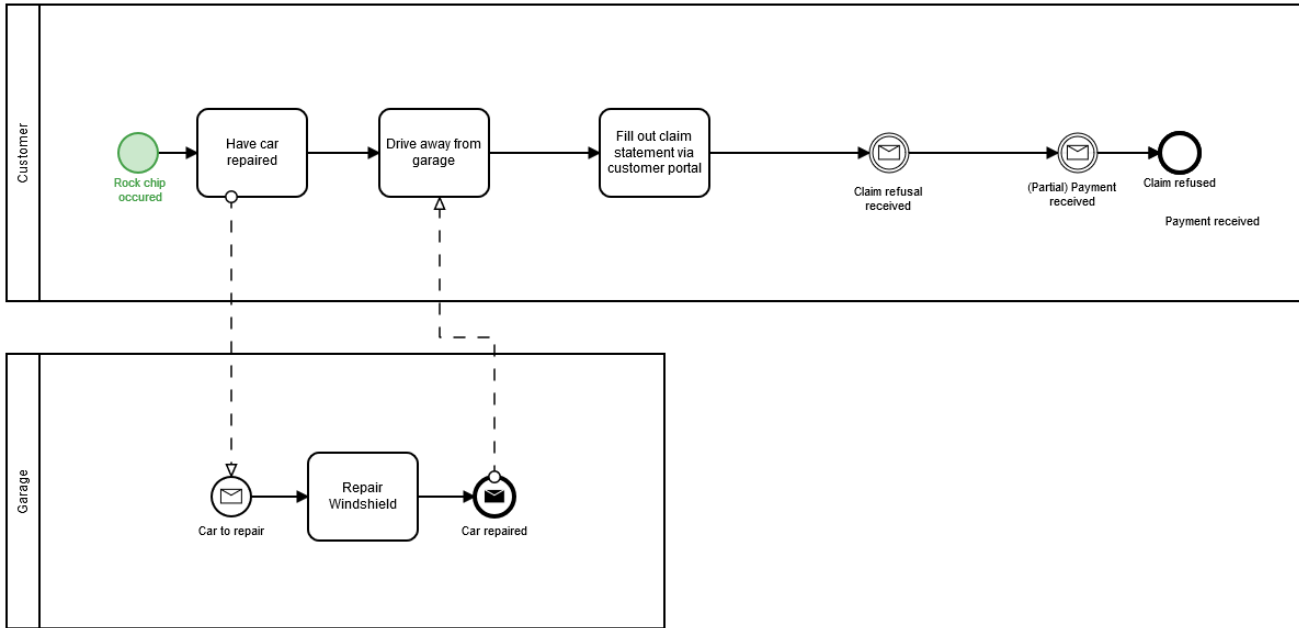 Customer
Rock chip
occured
Have car
repaired
Drive away from
garage
Fill out claim
statement via
customer portal
Claim refusal
received
(Partial) Payment
received
Claim refused
Payment received
Garage
Car to repair
Repair
Windshield
Car repaired